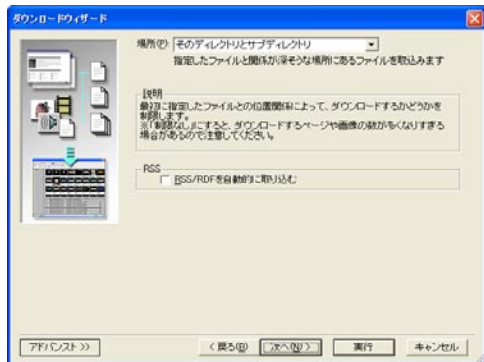 ダウンロードウィザード
場所(P) そのディレクトリとサブディレクトリ
指定したファイルと関係が深そうな場所にあるファイルを取込みます
説明
最初に指定したファイルとの位置関係によって、ダウンロードするかどうかを
制限します。
※「制限なし」にすると、ダウンロードするページや画像の数が多くなりすぎる
場合があるので注意してください。
RSS
RSS/RDFを自動的に取り込む
アドバンスト >>
< 戻る(B) 次へ(N) > 実行 キャンセル